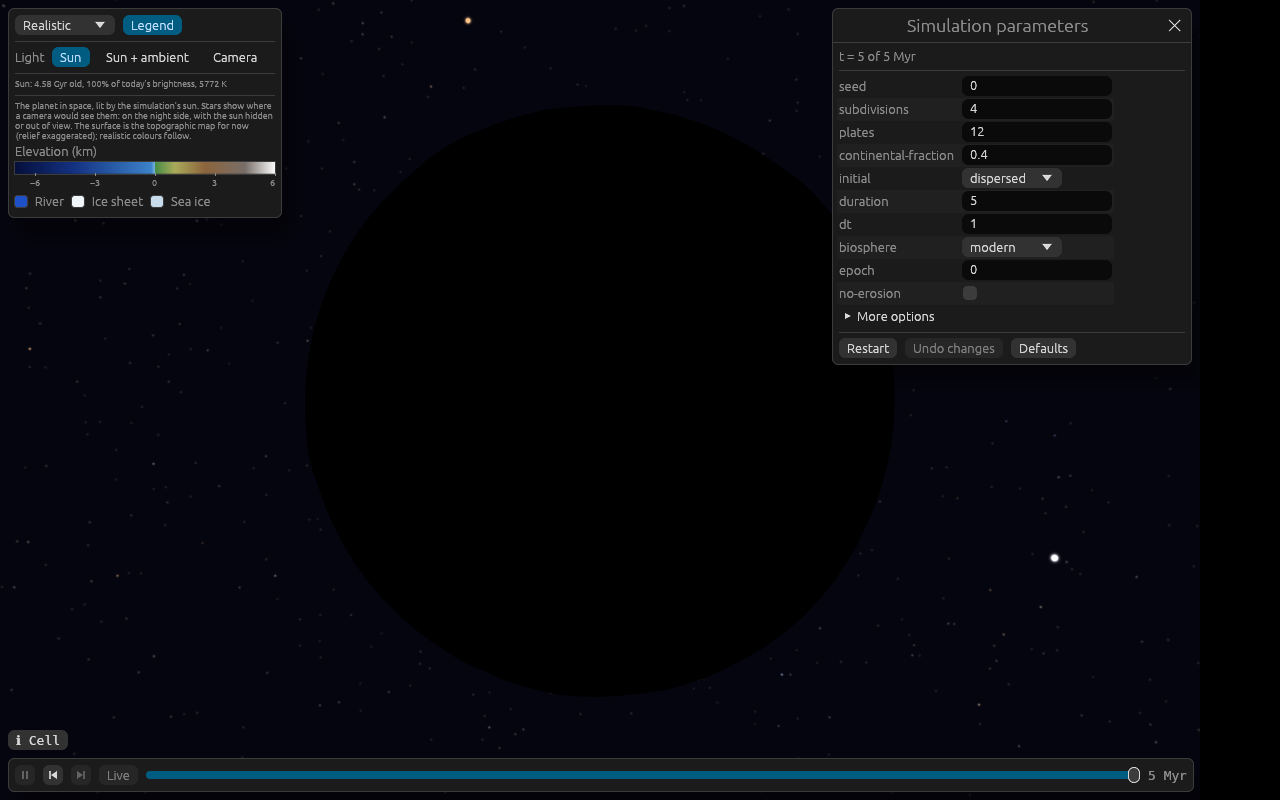 Realistic
Legend
Light Sun Sun + ambient Camera
Sun: 4.58 Gyr old, 100% of today's brightness, 5772 K
The planet in space, lit by the simulation's sun. Stars show where
a camera would see them: on the night side, with the sun hidden
or out of view. The surface is the topographic map for now
(relief exaggerated); realistic colours follow.
Elevation (km)
−6 −3 0 3 6
River Ice sheet Sea ice
Simulation parameters
t = 5 of 5 Myr
seed 0
subdivisions 4
plates 12
continental-fraction 0.4
initial dispersed
duration 5
dt 1
biosphere modern
epoch 0
no-erosion
More options
Restart Undo changes Defaults
ℹ Cell
Live 5 Myr